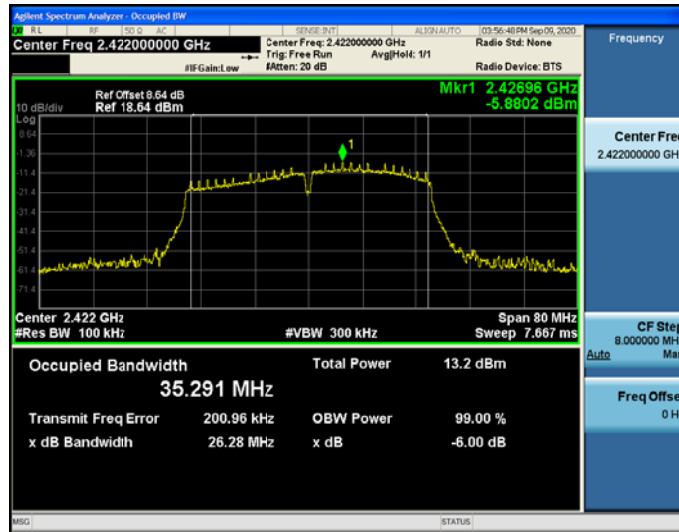 Agilent Spectrum Analyzer - Occupied BW
RL RF 50 Ω AC SENSE:INT ALIGN AUTO 03:56:48 PM Sep 09, 2020
Center Freq 2.422000000 GHz Center Freq: 2.422000000 GHz Radio Std: None
Trig: Free Run Avg|Hold: 1/1
#IFGain:Low #Atten: 20 dB Radio Device: BTS
Frequency
Ref Offset 8.64 dB Mkr1 2.42696 GHz
10 dB/div Ref 18.64 dBm -5.8802 dBm
Log
8.64
-1.36
-11.4
-21.4
-31.4
-41.4
-51.4
-61.4
-71.4
1
Center Fre
2.422000000 GH
Center 2.422 GHz Span 80 MHz
#Res BW 100 kHz #VBW 300 kHz Sweep 7.667 ms
CF Step
8.000000 MH
Auto Ma
Occupied Bandwidth Total Power 13.2 dBm
35.291 MHz
Transmit Freq Error 200.96 kHz OBW Power 99.00 %
x dB Bandwidth 26.28 MHz x dB -6.00 dB
Freq Offse
0 H
MSG STATUS